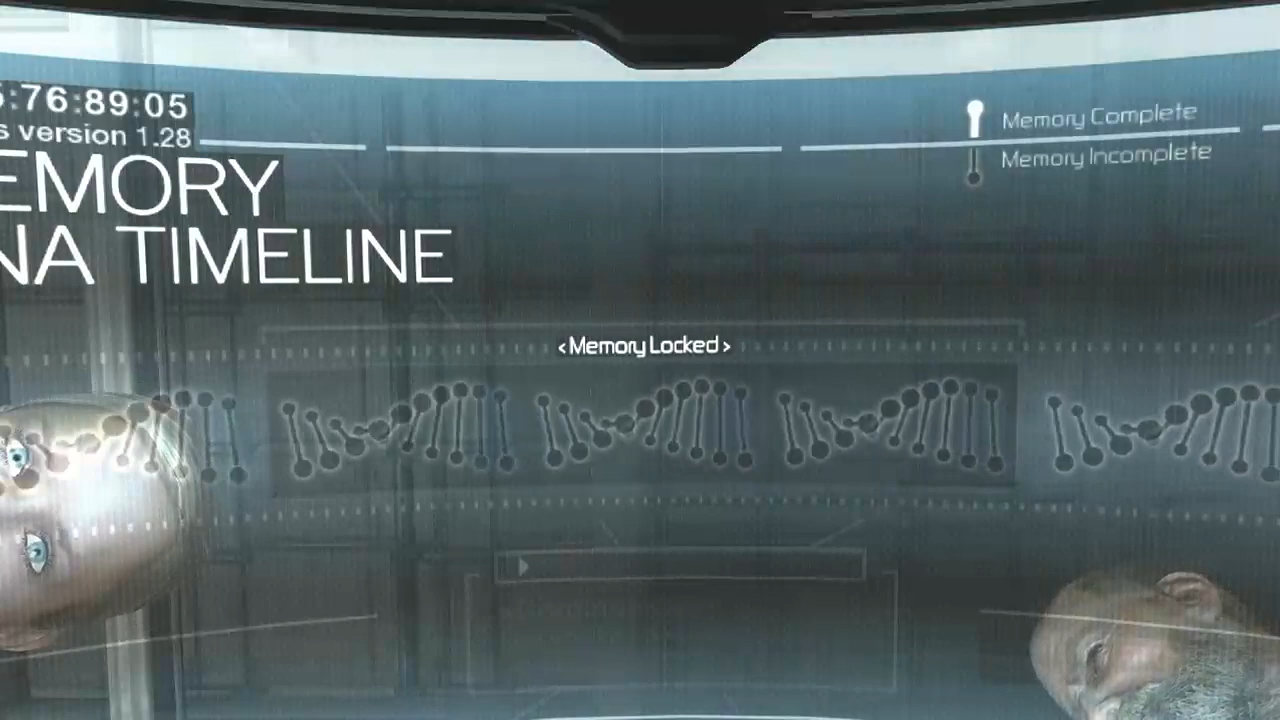 5:76:89:05
s version 1.28
EMORY
NA TIMELINE
Memory Complete
Memory Incomplete
<Memory Locked>